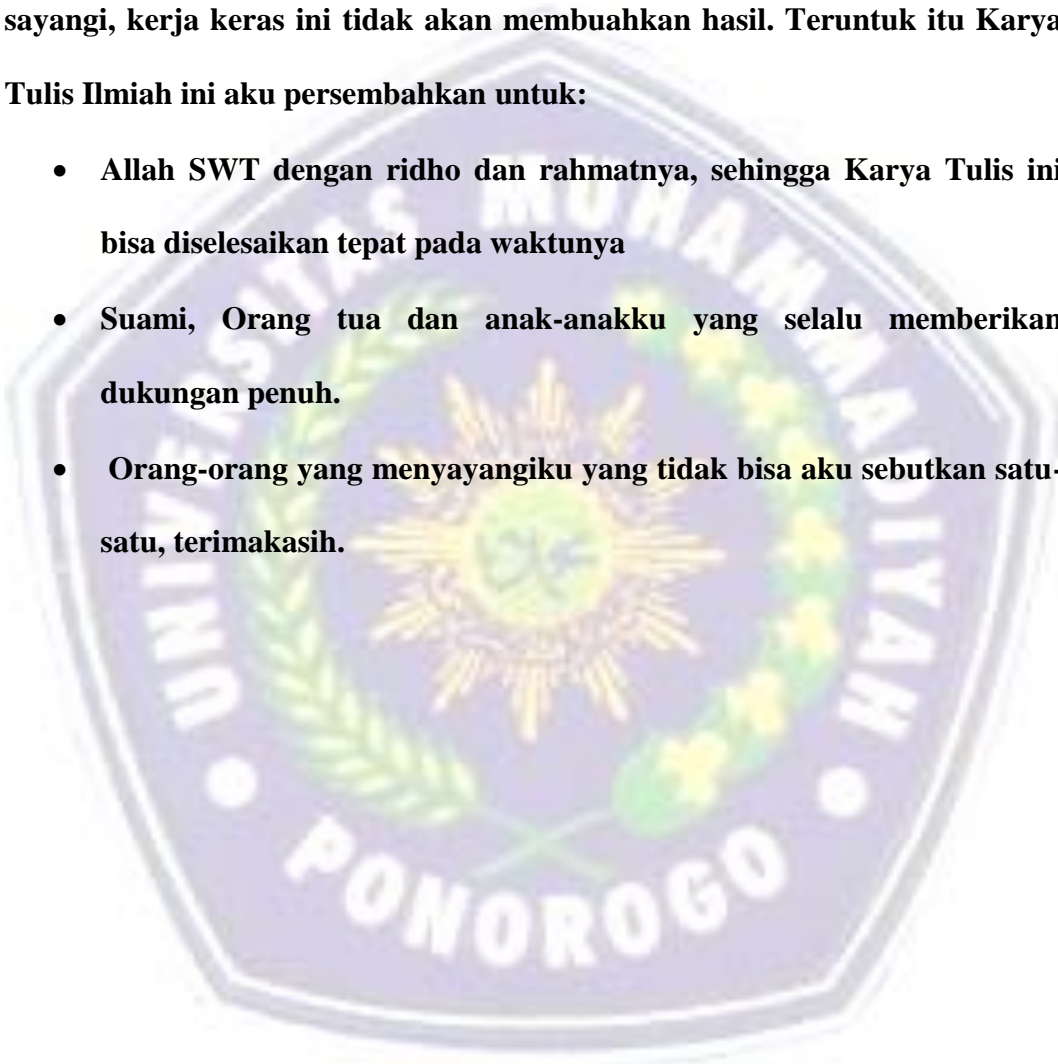 sayangi, kerja keras ini tidak akan membuahkan hasil. Teruntuk itu Karya
Tulis Ilmiah ini aku persembahkan untuk:
• Allah SWT dengan ridho dan rahmatnya, sehingga Karya Tulis ini
bisa diselesaikan tepat pada waktunya
• Suami, Orang tua dan anak-anakku yang selalu memberikan
dukungan penuh.
• Orang-orang yang menyayangiku yang tidak bisa aku sebutkan satu-
satu, terimakasih.
UNIVERSITAS MUHAMMADIYAH
PONOROGO